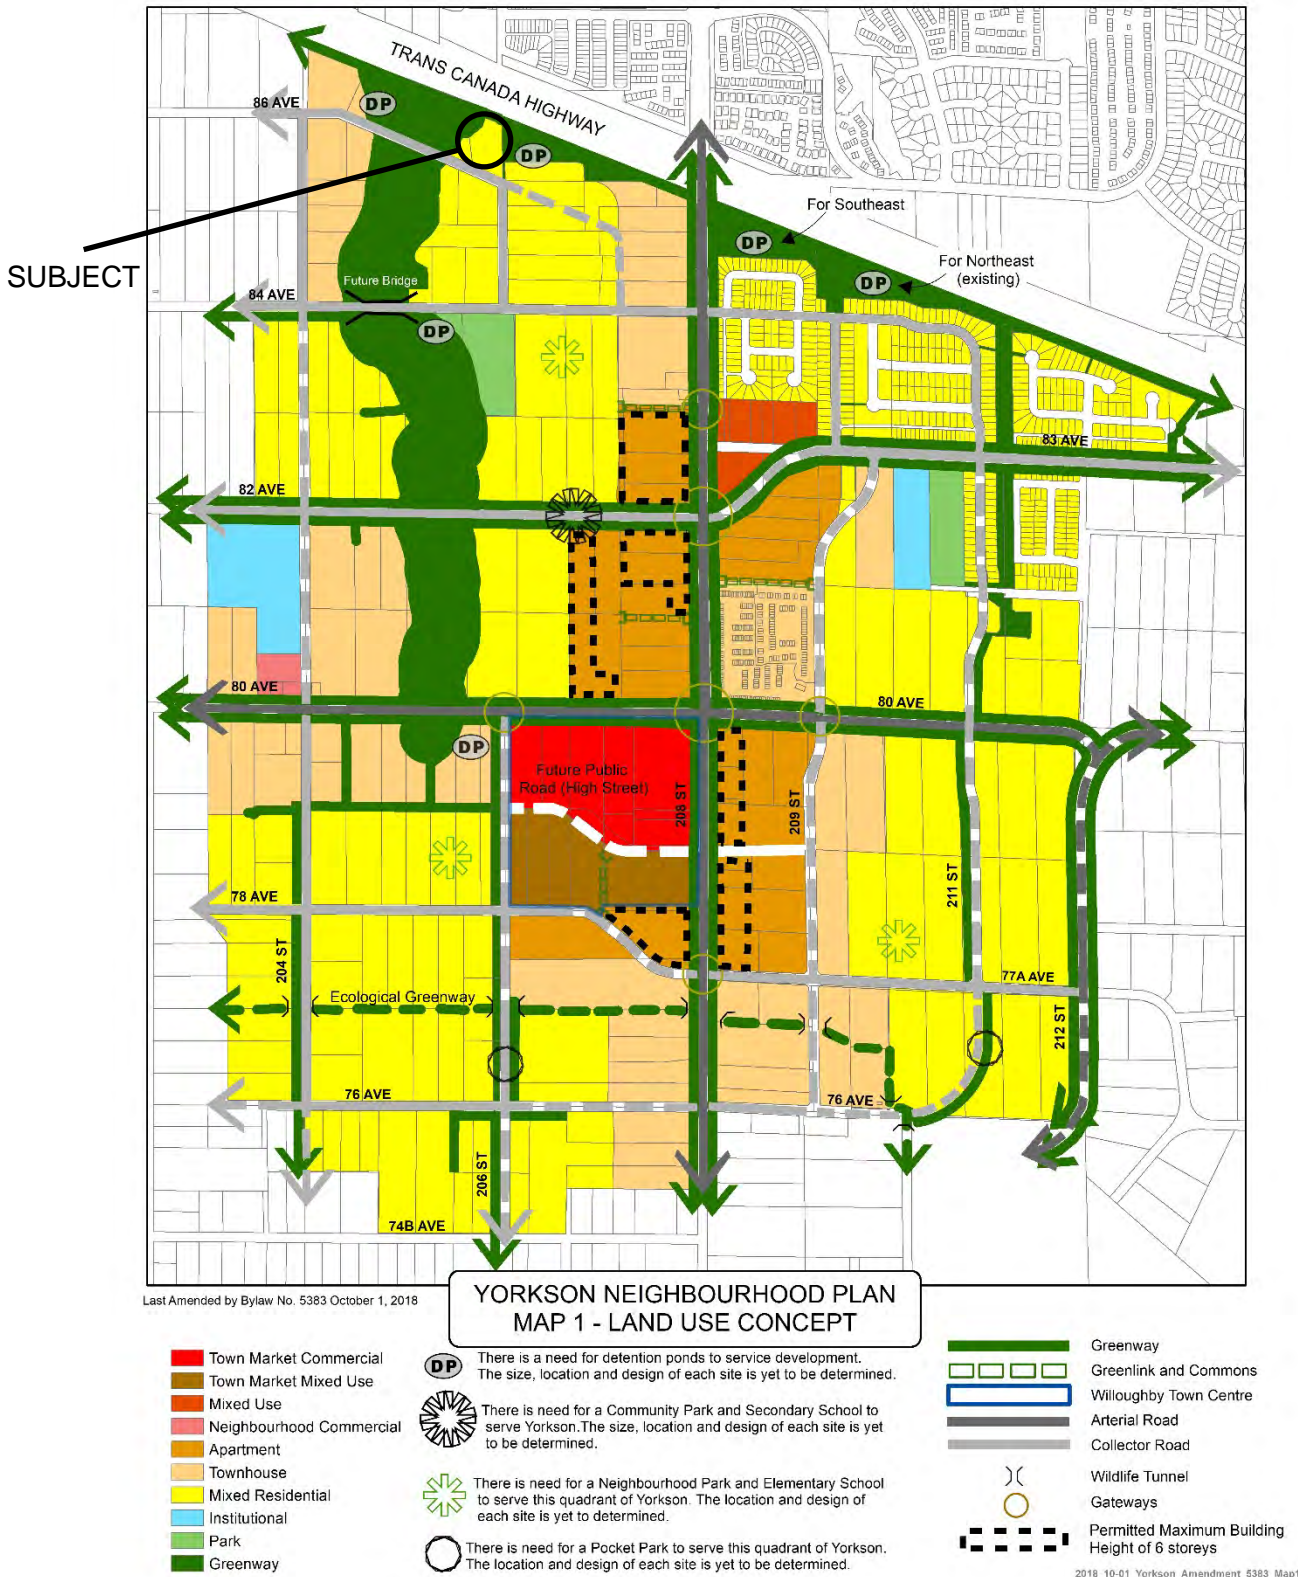 TRANS CANADA HIGHWAY
86 AVE
DP
DP
For Southeast
DP
SUBJECT
For Northeast
(existing)
Future Bridge
DP
84 AVE
DP
83 AVE
82 AVE
80 AVE
80 AVE
DP
Future Public
Road (High Street)
208 ST
209 ST
211 ST
78 AVE
204 ST
77A AVE
Ecological Greenway
212 ST
76 AVE
76 AVE
206 ST
74B AVE
Last Amended by Bylaw No. 5383 October 1, 2018
YORKSON NEIGHBOURHOOD PLAN
MAP 1 - LAND USE CONCEPT
Town Market Commercial
Town Market Mixed Use
Mixed Use
Neighbourhood Commercial
Apartment
Townhouse
Mixed Residential
Institutional
Park
Greenway
DP
There is a need for detention ponds to service development.
The size, location and design of each site is yet to be determined.
There is need for a Community Park and Secondary School to
serve Yorkson.The size, location and design of each site is yet
to be determined.
There is need for a Neighbourhood Park and Elementary School
to serve this quadrant of Yorkson. The location and design of
each site is yet to determined.
There is need for a Pocket Park to serve this quadrant of Yorkson.
The location and design of each site is yet to be determined.
Greenway
Greenlink and Commons
Willoughby Town Centre
Arterial Road
Collector Road
Wildlife Tunnel
Gateways
Permitted Maximum Building
Height of 6 storeys
2018_10-01_Yorkson_Amendment_5383_Map1